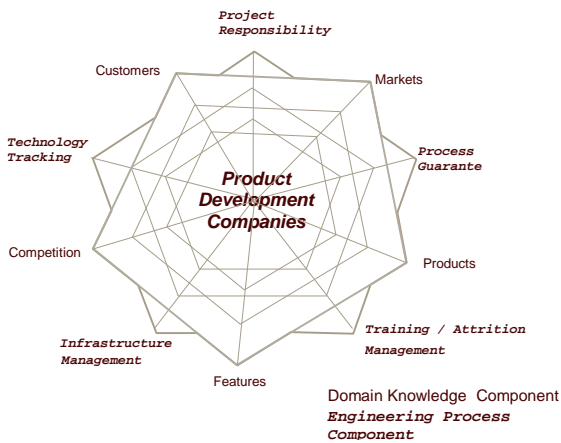 Project
Responsibility
Customers
Markets
Technology
Tracking
Process
Guarante
Product
Development
Companies
Competition
Products
Infrastructure
Management
Training / Attrition
Management
Features
Domain Knowledge Component
Engineering Process
Component